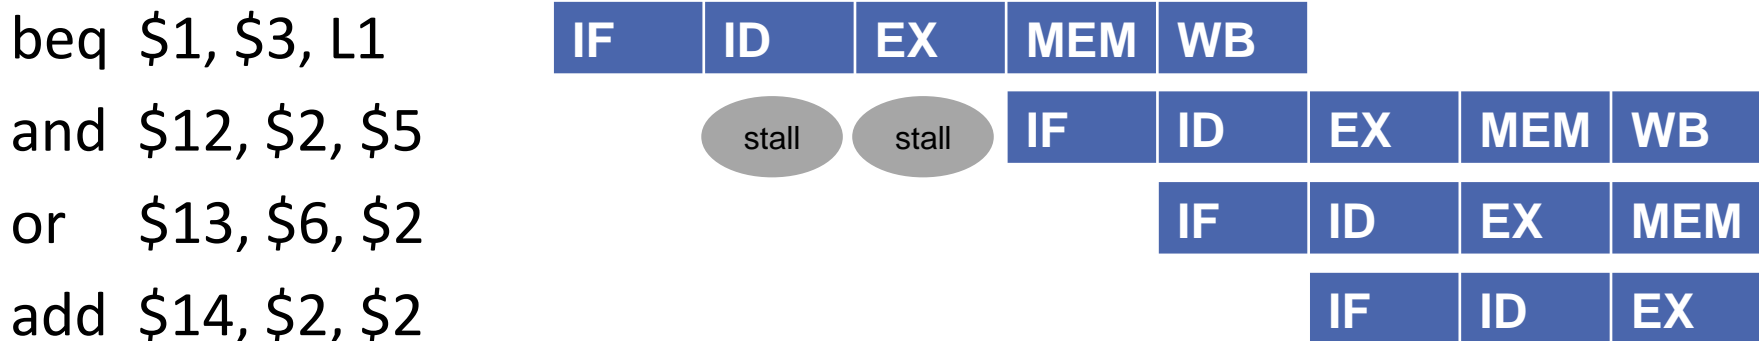 beq $1, $3, L1 IF ID EX MEM WB
and $12, $2, $5 stall stall IF ID EX MEM WB
or $13, $6, $2 IF ID EX MEM
add $14, $2, $2 IF ID EX